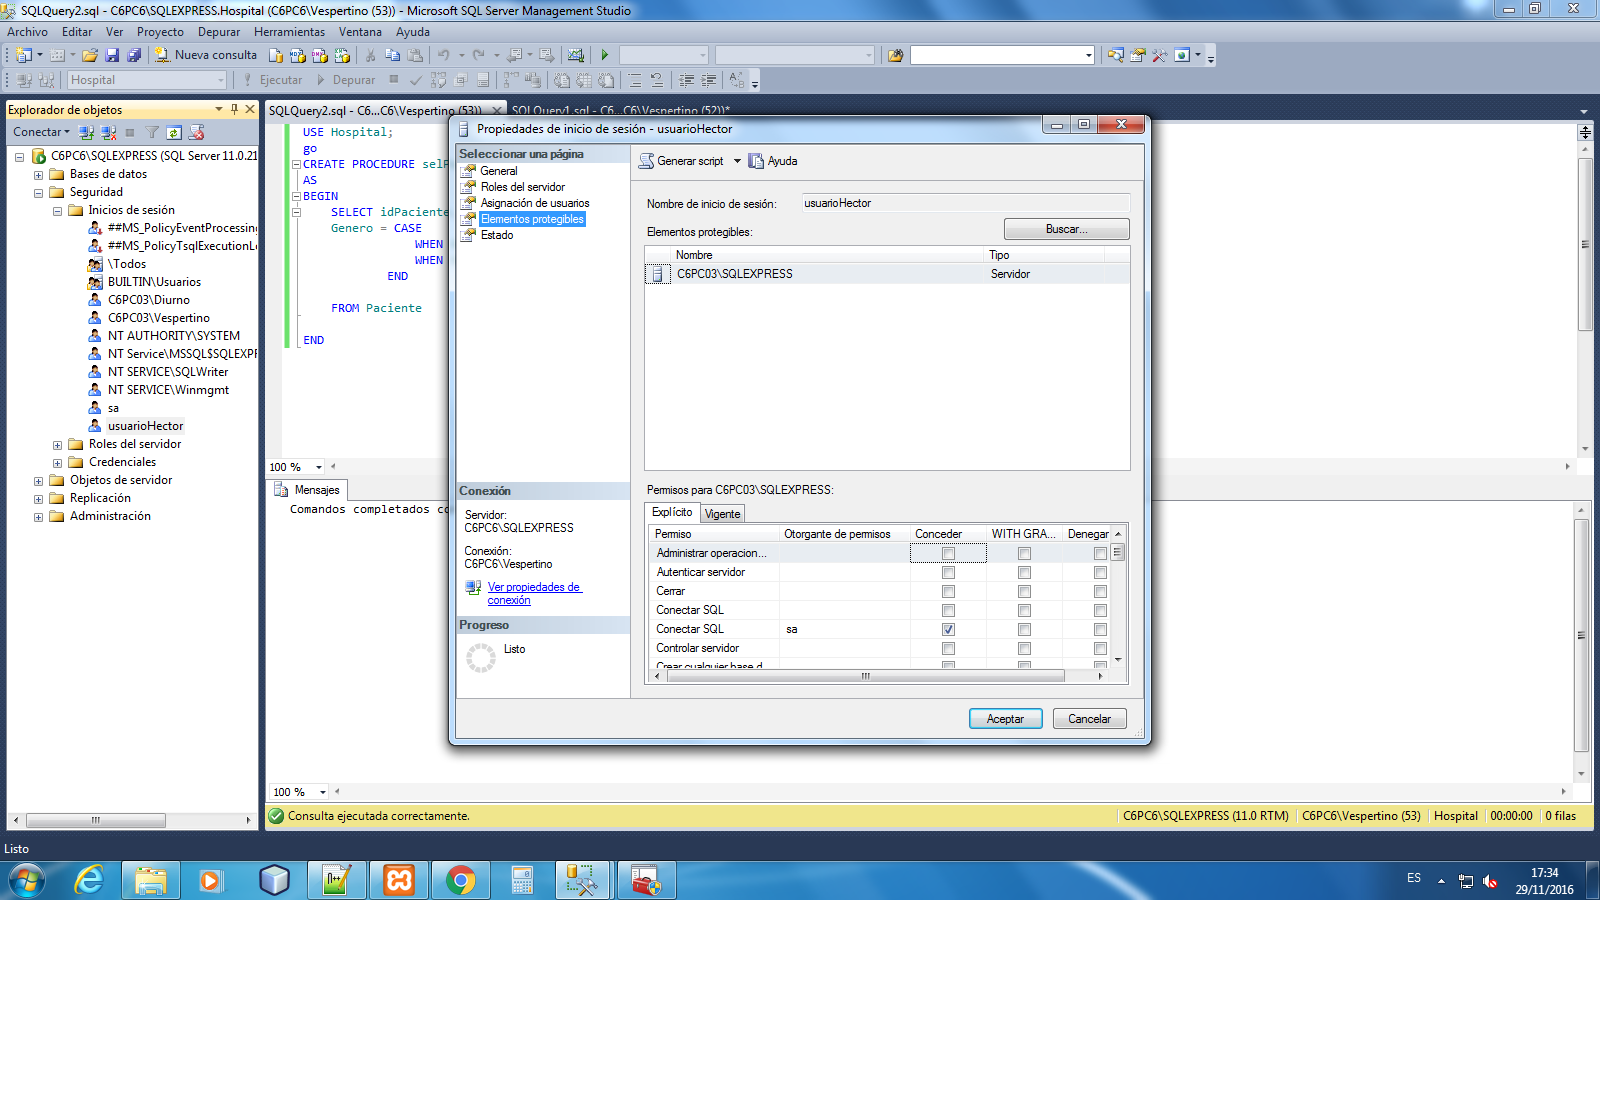 SQLQuery2.sql - C6PC6\SQLEXPRESS.Hospital (C6PC6\Vespertino (53)) - Microsoft SQL Server Management Studio
Archivo Editar Ver Proyecto Depurar Herramientas Ventana Ayuda
Nueva consulta
Hospital Ejecutar Depurar
Explorador de objetos
Conectar
C6PC6\SQLEXPRESS (SQL Server 11.0.21
Bases de datos
Seguridad
Inicios de sesión
##MS_PolicyEventProcessing
##MS_PolicyTsqlExecutionL
\Todos
BUILTIN\Usuarios
C6PC03\Diurno
C6PC03\Vespertino
NT AUTHORITY\SYSTEM
NT Service\MSSQL$SQLEXPR
NT SERVICE\SQLWriter
NT SERVICE\Winmgmt
sa
usuarioHector
Roles del servidor
Credenciales
Objetos de servidor
Replicación
Administración
SQLQuery2.sql - C6...C6\Vespertino (53)) SQLQuery1.sql - C6...C6\Vespertino (52))*
USE Hospital;
go
CREATE PROCEDURE selP
AS
BEGIN
SELECT idPaciente
Genero = CASE
WHEN
WHEN
END
FROM Paciente
END
100 %
Mensajes
Comandos completados co
100 %
Consulta ejecutada correctamente. C6PC6\SQLEXPRESS (11.0 RTM) C6PC6\Vespertino (53) Hospital 00:00:00 0 filas
Propiedades de inicio de sesión - usuarioHector
Seleccionar una página
General
Roles del servidor
Asignación de usuarios
Elementos protegibles
Estado
Conexión
Servidor:
C6PC6\SQLEXPRESS
Conexión:
C6PC6\Vespertino
Ver propiedades de
conexión
Progreso
Listo
Generar script Ayuda
Nombre de inicio de sesión: usuarioHector
Elementos protegibles:
Buscar...
Nombre Tipo
C6PC03\SQLEXPRESS Servidor
Permisos para C6PC03\SQLEXPRESS:
Explícito Vigente
Permiso Otorgante de permisos Conceder WITH GRA... Denegar
Administrar operacion...
Autenticar servidor
Cerrar
Conectar SQL
Conectar SQL sa
Controlar servidor
Crear cualquier base d
Aceptar Cancelar
Listo
ES
17:34
29/11/2016